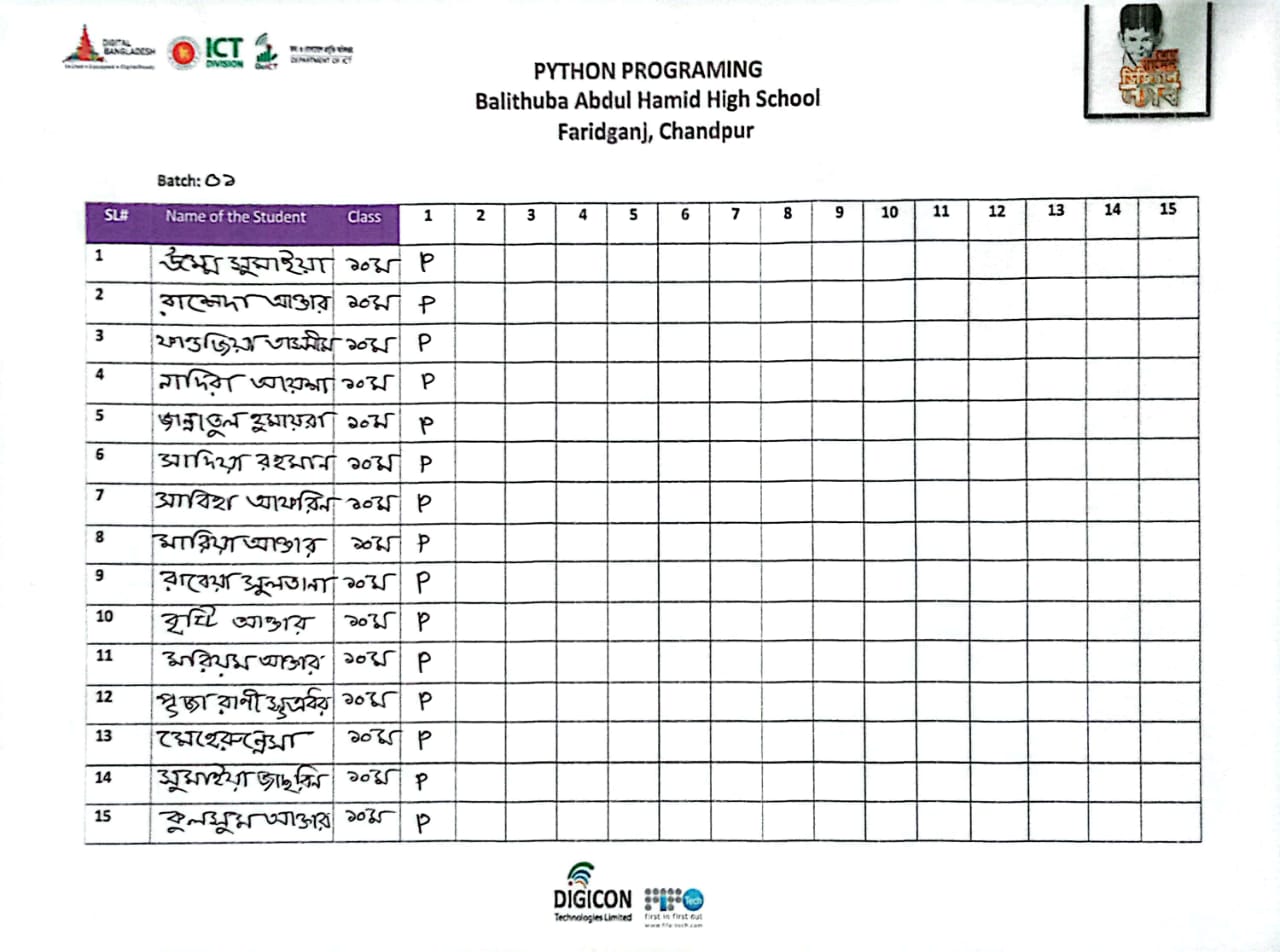 DIGITAL
BANGLADESH
ICT
DIVISION
DoICT
DEPARTMENT OF ICT
PYTHON PROGRAMING
Balithuba Abdul Hamid High School
Faridganj, Chandpur
Batch: ০১
SL# Name of the Student Class 1 2 3 4 5 6 7 8 9 10 11 12 13 14 15
1 উম্মে সুমাইয়া ১০ম P
2 রাশেদা আক্তার ১০ম P
3 ফাওজিয়া তাসনীম ১০ম P
4 নাদিরা আয়েশা ১০ম P
5 জান্নাতুল হুমায়রা ১০ম P
6 সাদিয়া রহমান ১০ম P
7 সাবিহা আফরিন ১০ম P
8 মারিয়া আক্তার ১০ম P
9 রাবেয়া সুলতানা ১০ম P
10 বৃষ্টি আক্তার ১০ম P
11 মরিয়ম আক্তার ১০ম P
12 পূজা রাণী সূত্রধর ১০ম P
13 মেহেরুন্নেসা ১০ম P
14 সুমাইয়া জাছরিন ১০ম P
15 কুলসুম আক্তার ১০ম P
DIGICON
Technologies Limited
Tech
first in first out
www.fifo-tech.com